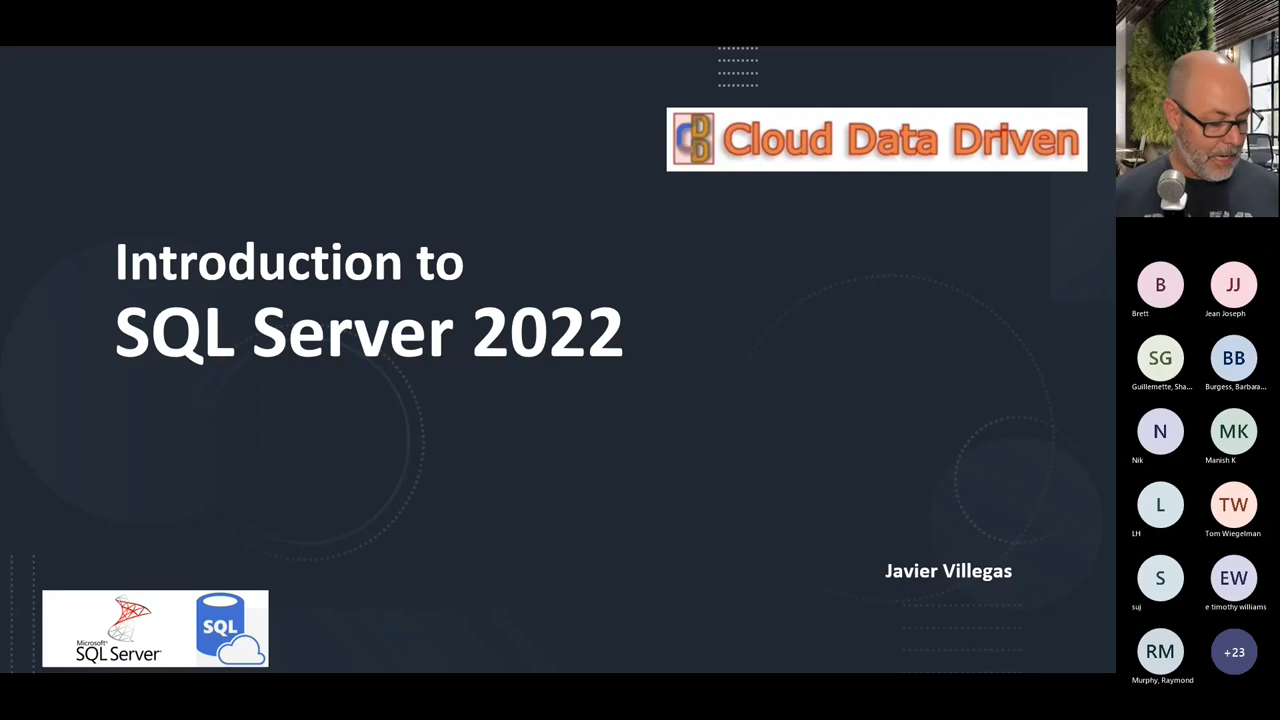 CDD Cloud Data Driven
Introduction to
SQL Server 2022
Javier Villegas
Microsoft®
SQL Server
SQL
B
Brett
JJ
Jean Joseph
SG
Guillemette, Sha...
BB
Burgess, Barbara...
N
Nik
MK
Manish K
L
LH
TW
Tom Wiegelman
S
suj
EW
e timothy williams
RM
Murphy, Raymond
+23